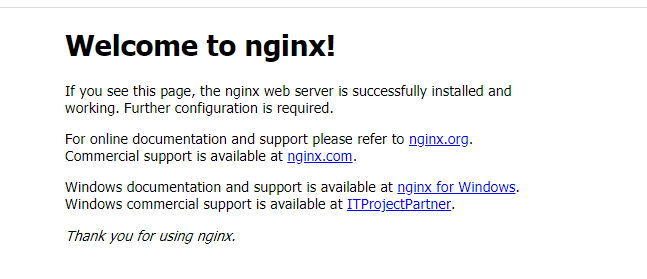 Welcome to nginx!
If you see this page, the nginx web server is successfully installed and
working. Further configuration is required.
For online documentation and support please refer to nginx.org.
Commercial support is available at nginx.com.
Windows documentation and support is available at nginx for Windows.
Windows commercial support is available at ITProjectPartner.
Thank you for using nginx.